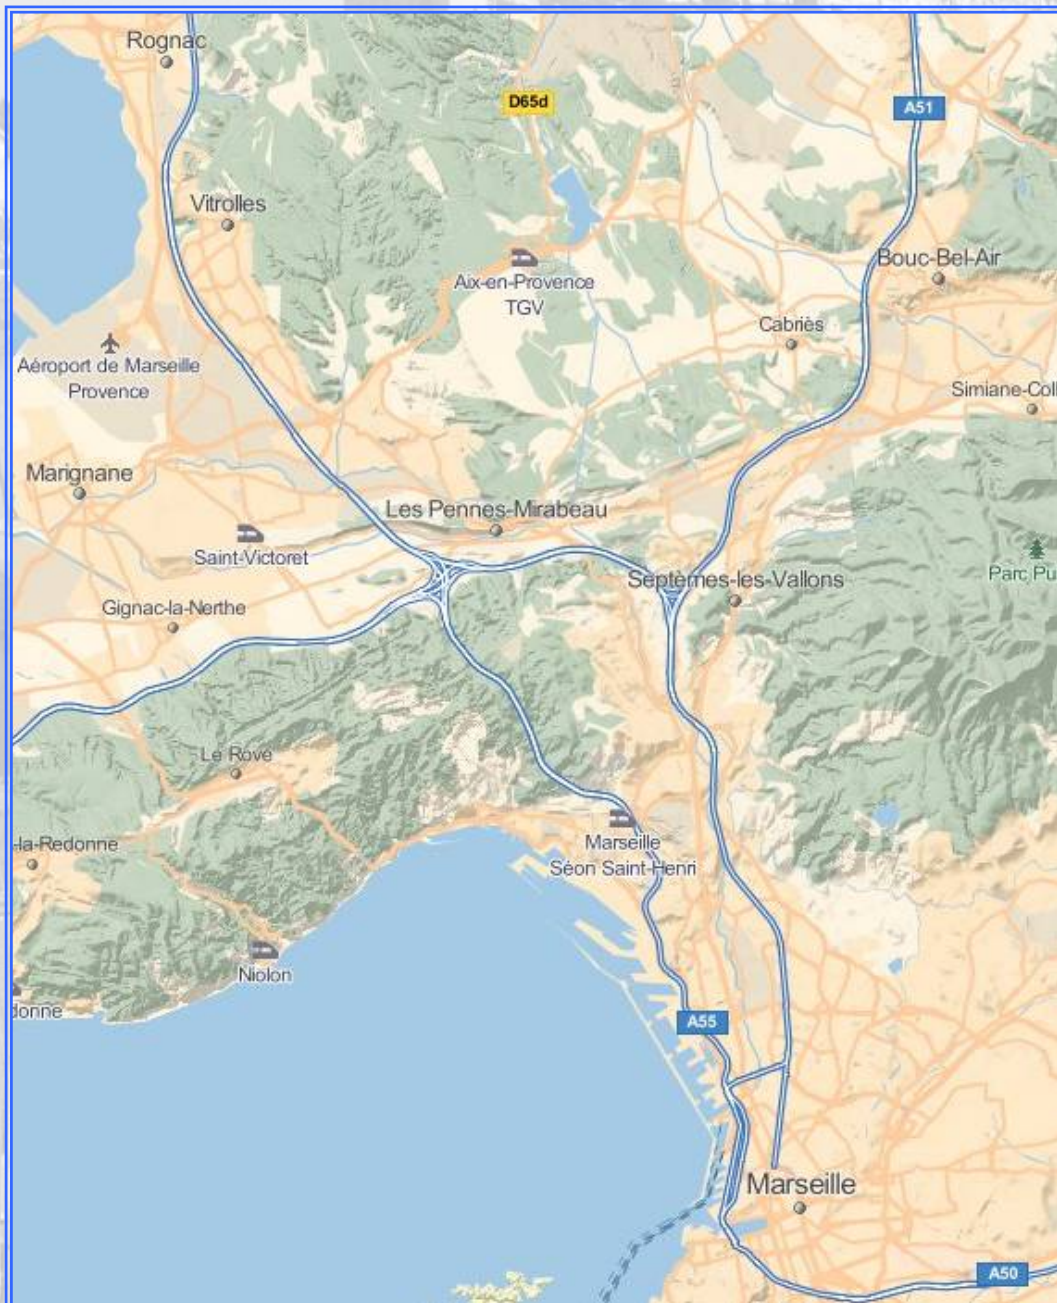 Rognac
D65d
A51
Vitrolles
Bouc-Bel-Air
Aix-en-Provence
TGV
Cabriès
Aéroport de Marseille
Provence
Simiane-Coll
Marignane
Les Pennes-Mirabeau
Saint-Victoret
Septèmes-les-Vallons
Parc Pu
Gignac-la-Nerthe
Le Rove
-la-Redonne
Marseille
Séon Saint-Henri
Niolon
donne
A55
Marseille
A50